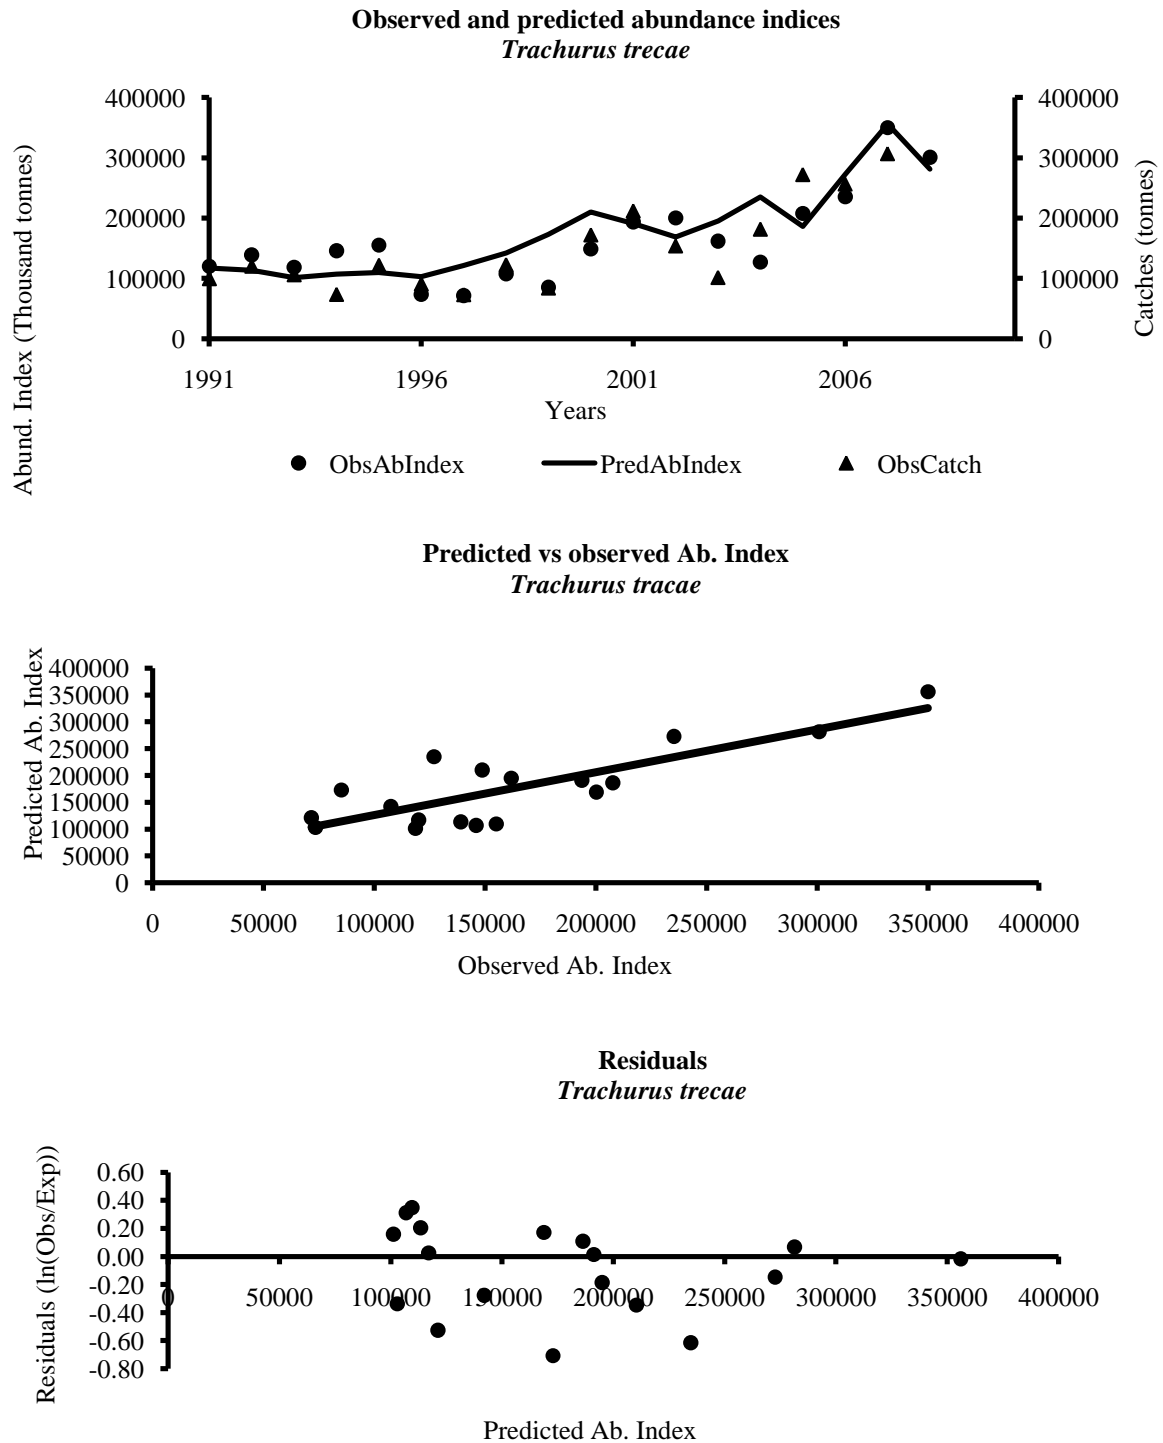 Observed and predicted abundance indices
Trachurus trecae
Abund. Index (Thousand tonnes)
400000
300000
200000
100000
0
400000
300000
200000
100000
0
Catches (tonnes)
1991 1996 2001 2006
Years
ObsAbIndex PredAbIndex ObsCatch
Predicted vs observed Ab. Index
Trachurus tracae
Predicted Ab. Index
400000
350000
300000
250000
200000
150000
100000
50000
0
0 50000 100000 150000 200000 250000 300000 350000 400000
Observed Ab. Index
Residuals
Trachurus trecae
Residuals (ln(Obs/Exp))
0.60
0.40
0.20
0.00
-0.20
-0.40
-0.60
-0.80
0 50000 100000 150000 200000 250000 300000 350000 400000
Predicted Ab. Index